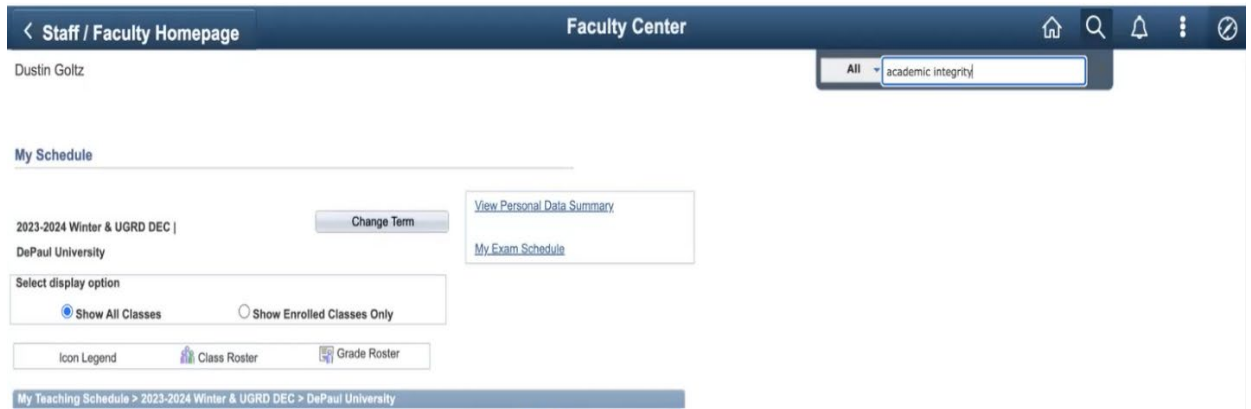 Staff / Faculty Homepage
Faculty Center
Dustin Goltz
All
academic integrity
My Schedule
2023-2024 Winter & UGRD DEC |
DePaul University
Change Term
View Personal Data Summary
My Exam Schedule
Select display option
Show All Classes
Show Enrolled Classes Only
Icon Legend
Class Roster
Grade Roster
My Teaching Schedule > 2023-2024 Winter & UGRD DEC > DePaul University